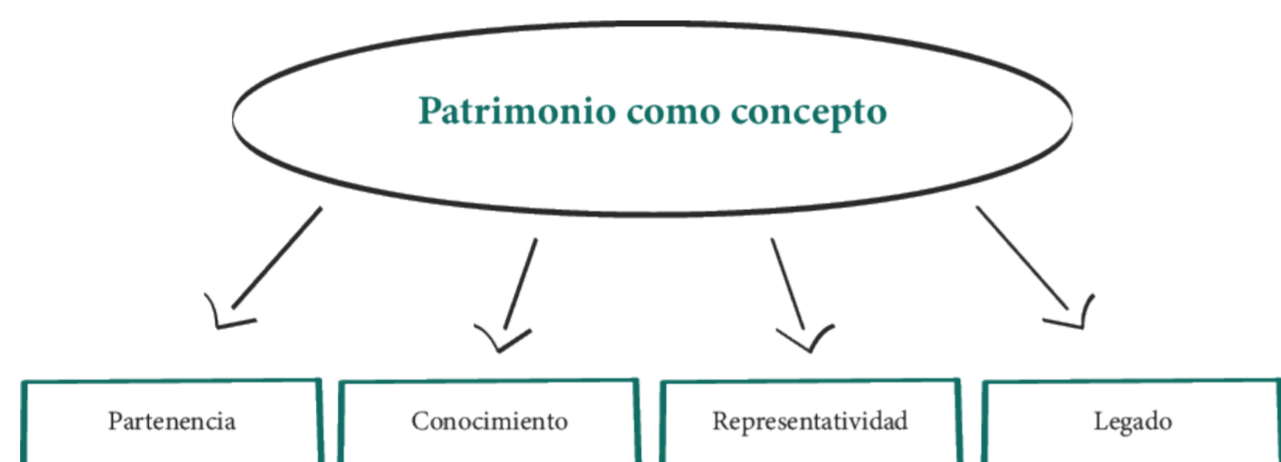 Patrimonio como concepto
Partenencia
Conocimiento
Representatividad
Legado